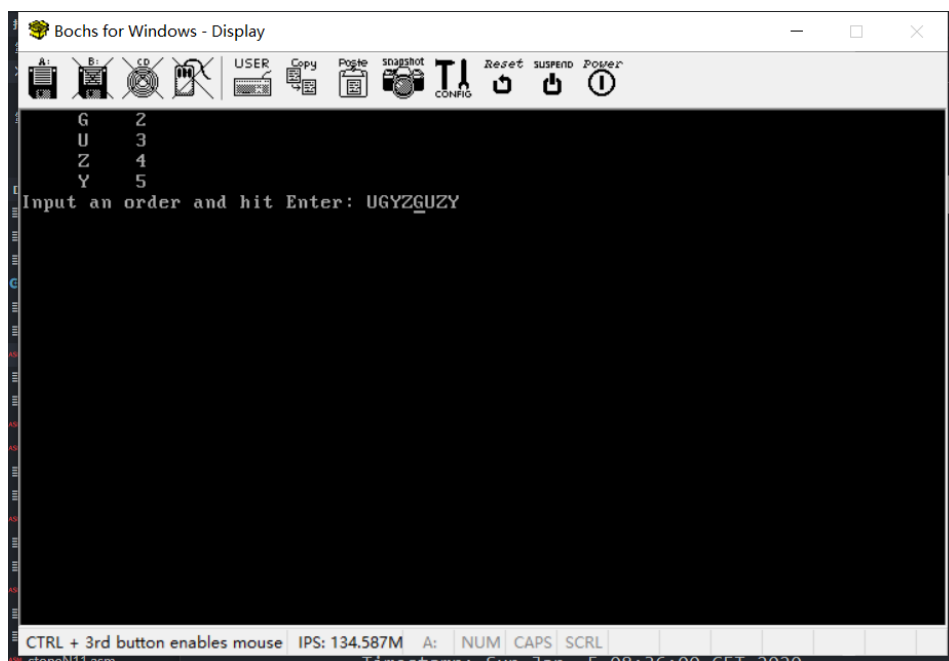 Bochs for Windows - Display
A: B: CD USER Copy Paste snapshot CONFIG Reset SUSPEND Power
G 2
U 3
Z 4
Y 5
Input an order and hit Enter: UGYZGUZY
CTRL + 3rd button enables mouse IPS: 134.587M A: NUM CAPS SCRL